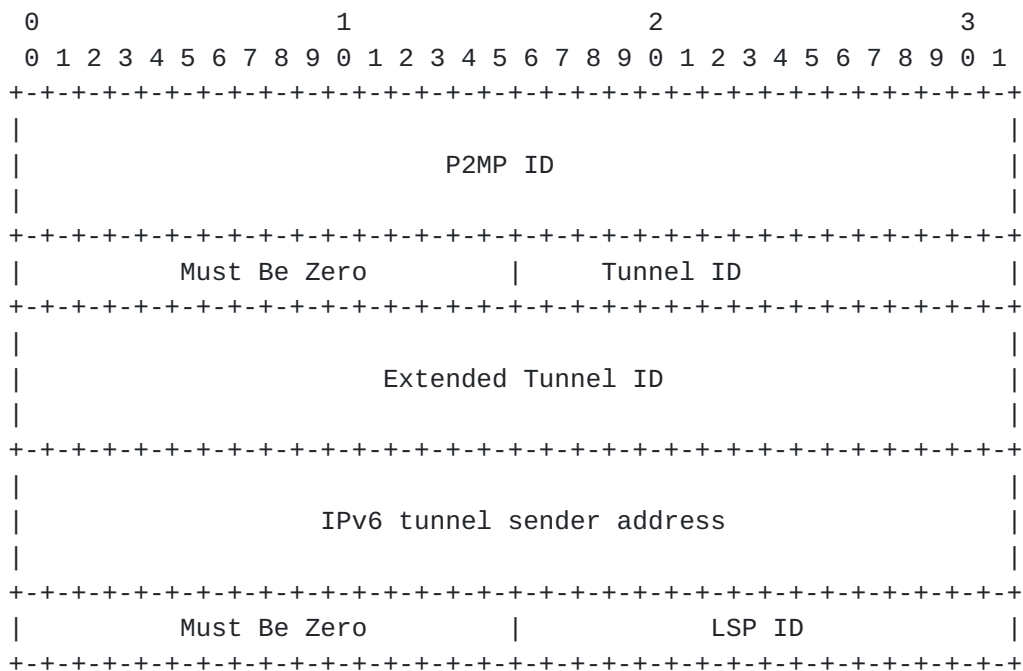 0                   1                   2                   3
0 1 2 3 4 5 6 7 8 9 0 1 2 3 4 5 6 7 8 9 0 1 2 3 4 5 6 7 8 9 0 1
+-+-+-+-+-+-+-+-+-+-+-+-+-+-+-+-+-+-+-+-+-+-+-+-+-+-+-+-+-+-+-+-+
|                                                               |
|                           P2MP ID                             |
|                                                               |
+-+-+-+-+-+-+-+-+-+-+-+-+-+-+-+-+-+-+-+-+-+-+-+-+-+-+-+-+-+-+-+-+
|          Must Be Zero         |     Tunnel ID                 |
+-+-+-+-+-+-+-+-+-+-+-+-+-+-+-+-+-+-+-+-+-+-+-+-+-+-+-+-+-+-+-+-+
|                                                               |
|                       Extended Tunnel ID                      |
|                                                               |
+-+-+-+-+-+-+-+-+-+-+-+-+-+-+-+-+-+-+-+-+-+-+-+-+-+-+-+-+-+-+-+-+
|                                                               |
|                   IPv6 tunnel sender address                  |
|                                                               |
+-+-+-+-+-+-+-+-+-+-+-+-+-+-+-+-+-+-+-+-+-+-+-+-+-+-+-+-+-+-+-+-+
|          Must Be Zero         |            LSP ID             |
+-+-+-+-+-+-+-+-+-+-+-+-+-+-+-+-+-+-+-+-+-+-+-+-+-+-+-+-+-+-+-+-+